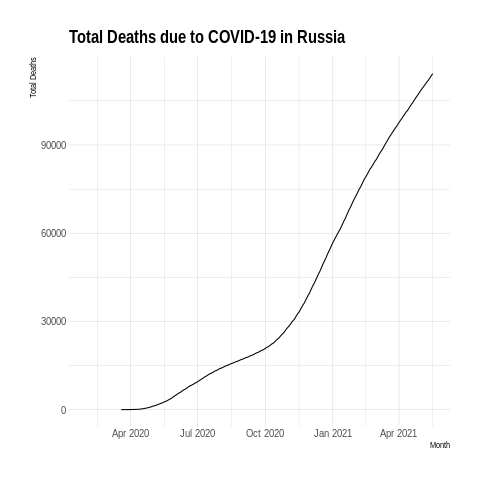 Total Deaths due to COVID-19 in Russia
Total Deaths
90000
60000
30000
0
Apr 2020 Jul 2020 Oct 2020 Jan 2021 Apr 2021
Month